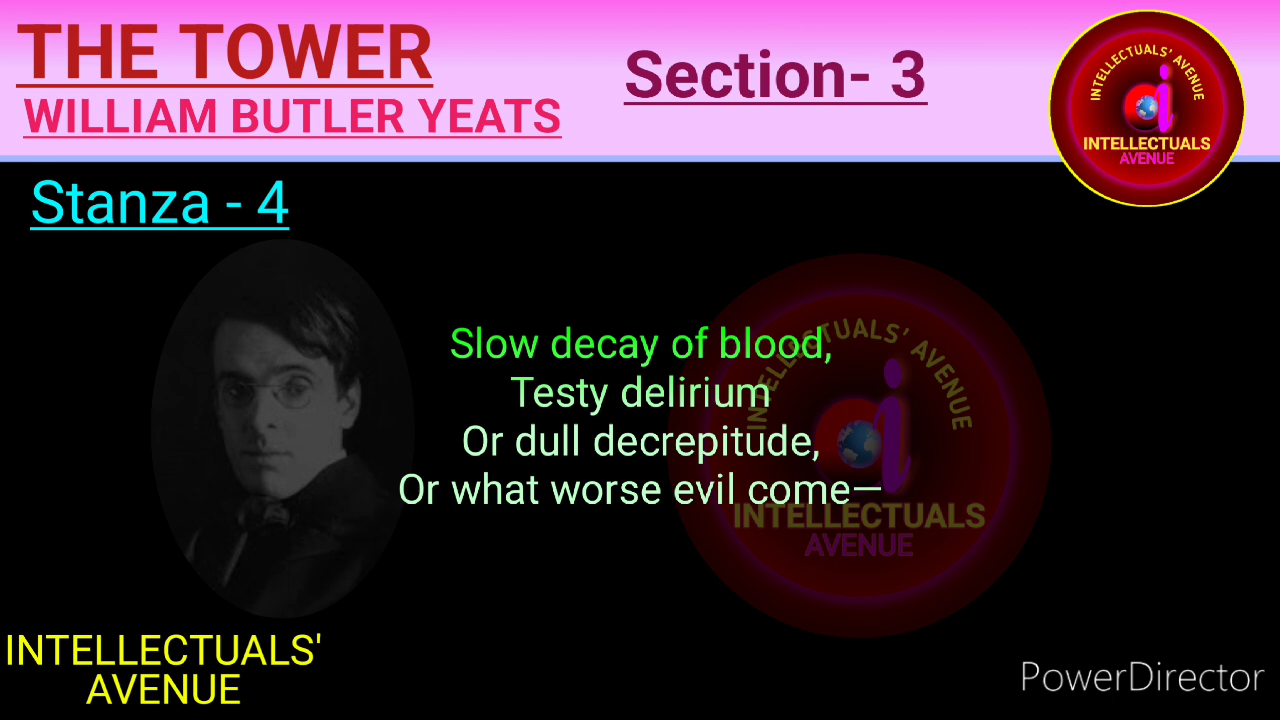 THE TOWER
WILLIAM BUTLER YEATS
Section- 3
INTELLECTUALS' AVENUE
i
INTELLECTUALS
AVENUE
Stanza - 4
Slow decay of blood,
Testy delirium
Or dull decrepitude,
Or what worse evil come—
INTELLECTUALS' AVENUE
i
INTELLECTUALS
AVENUE
INTELLECTUALS'
AVENUE
PowerDirector